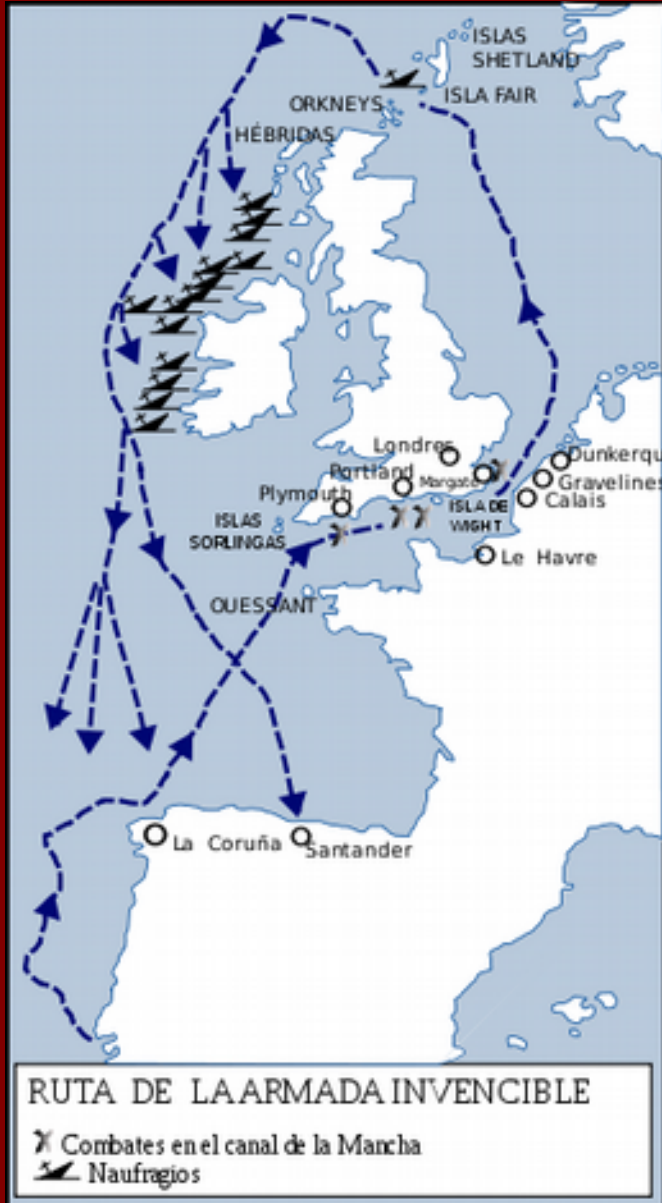 ISLAS
SHETLAND
ISLA FAIR
ORKNEYS
HÉBRIDAS
Londres
Dunkerqu
Portland
Margate
Gravelines
Plymouth
Calais
ISLAS
SORLINGAS
ISLA DE
WIGHT
Le Havre
OUESSANT
La Coruña
Santander
RUTA DE LA ARMADA INVENCIBLE
Combates en el canal de la Mancha
Naufragios